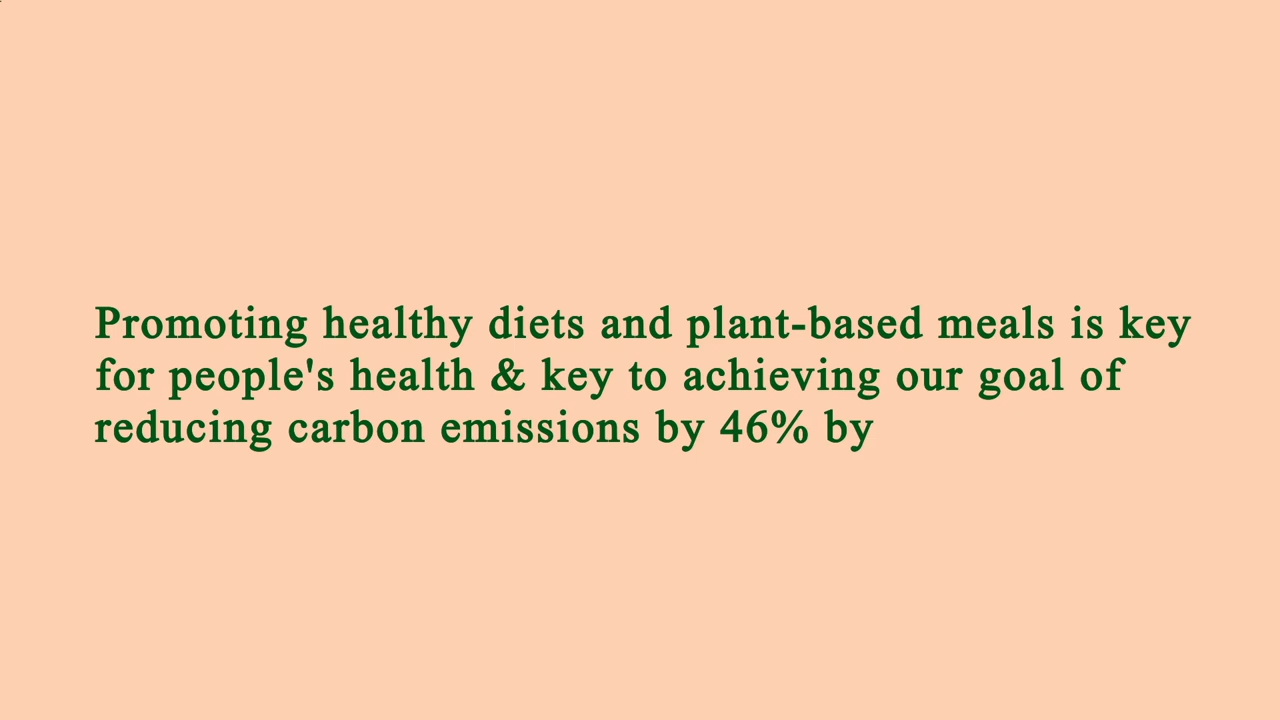 Promoting healthy diets and plant-based meals is key
for people's health & key to achieving our goal of
reducing carbon emissions by 46% by